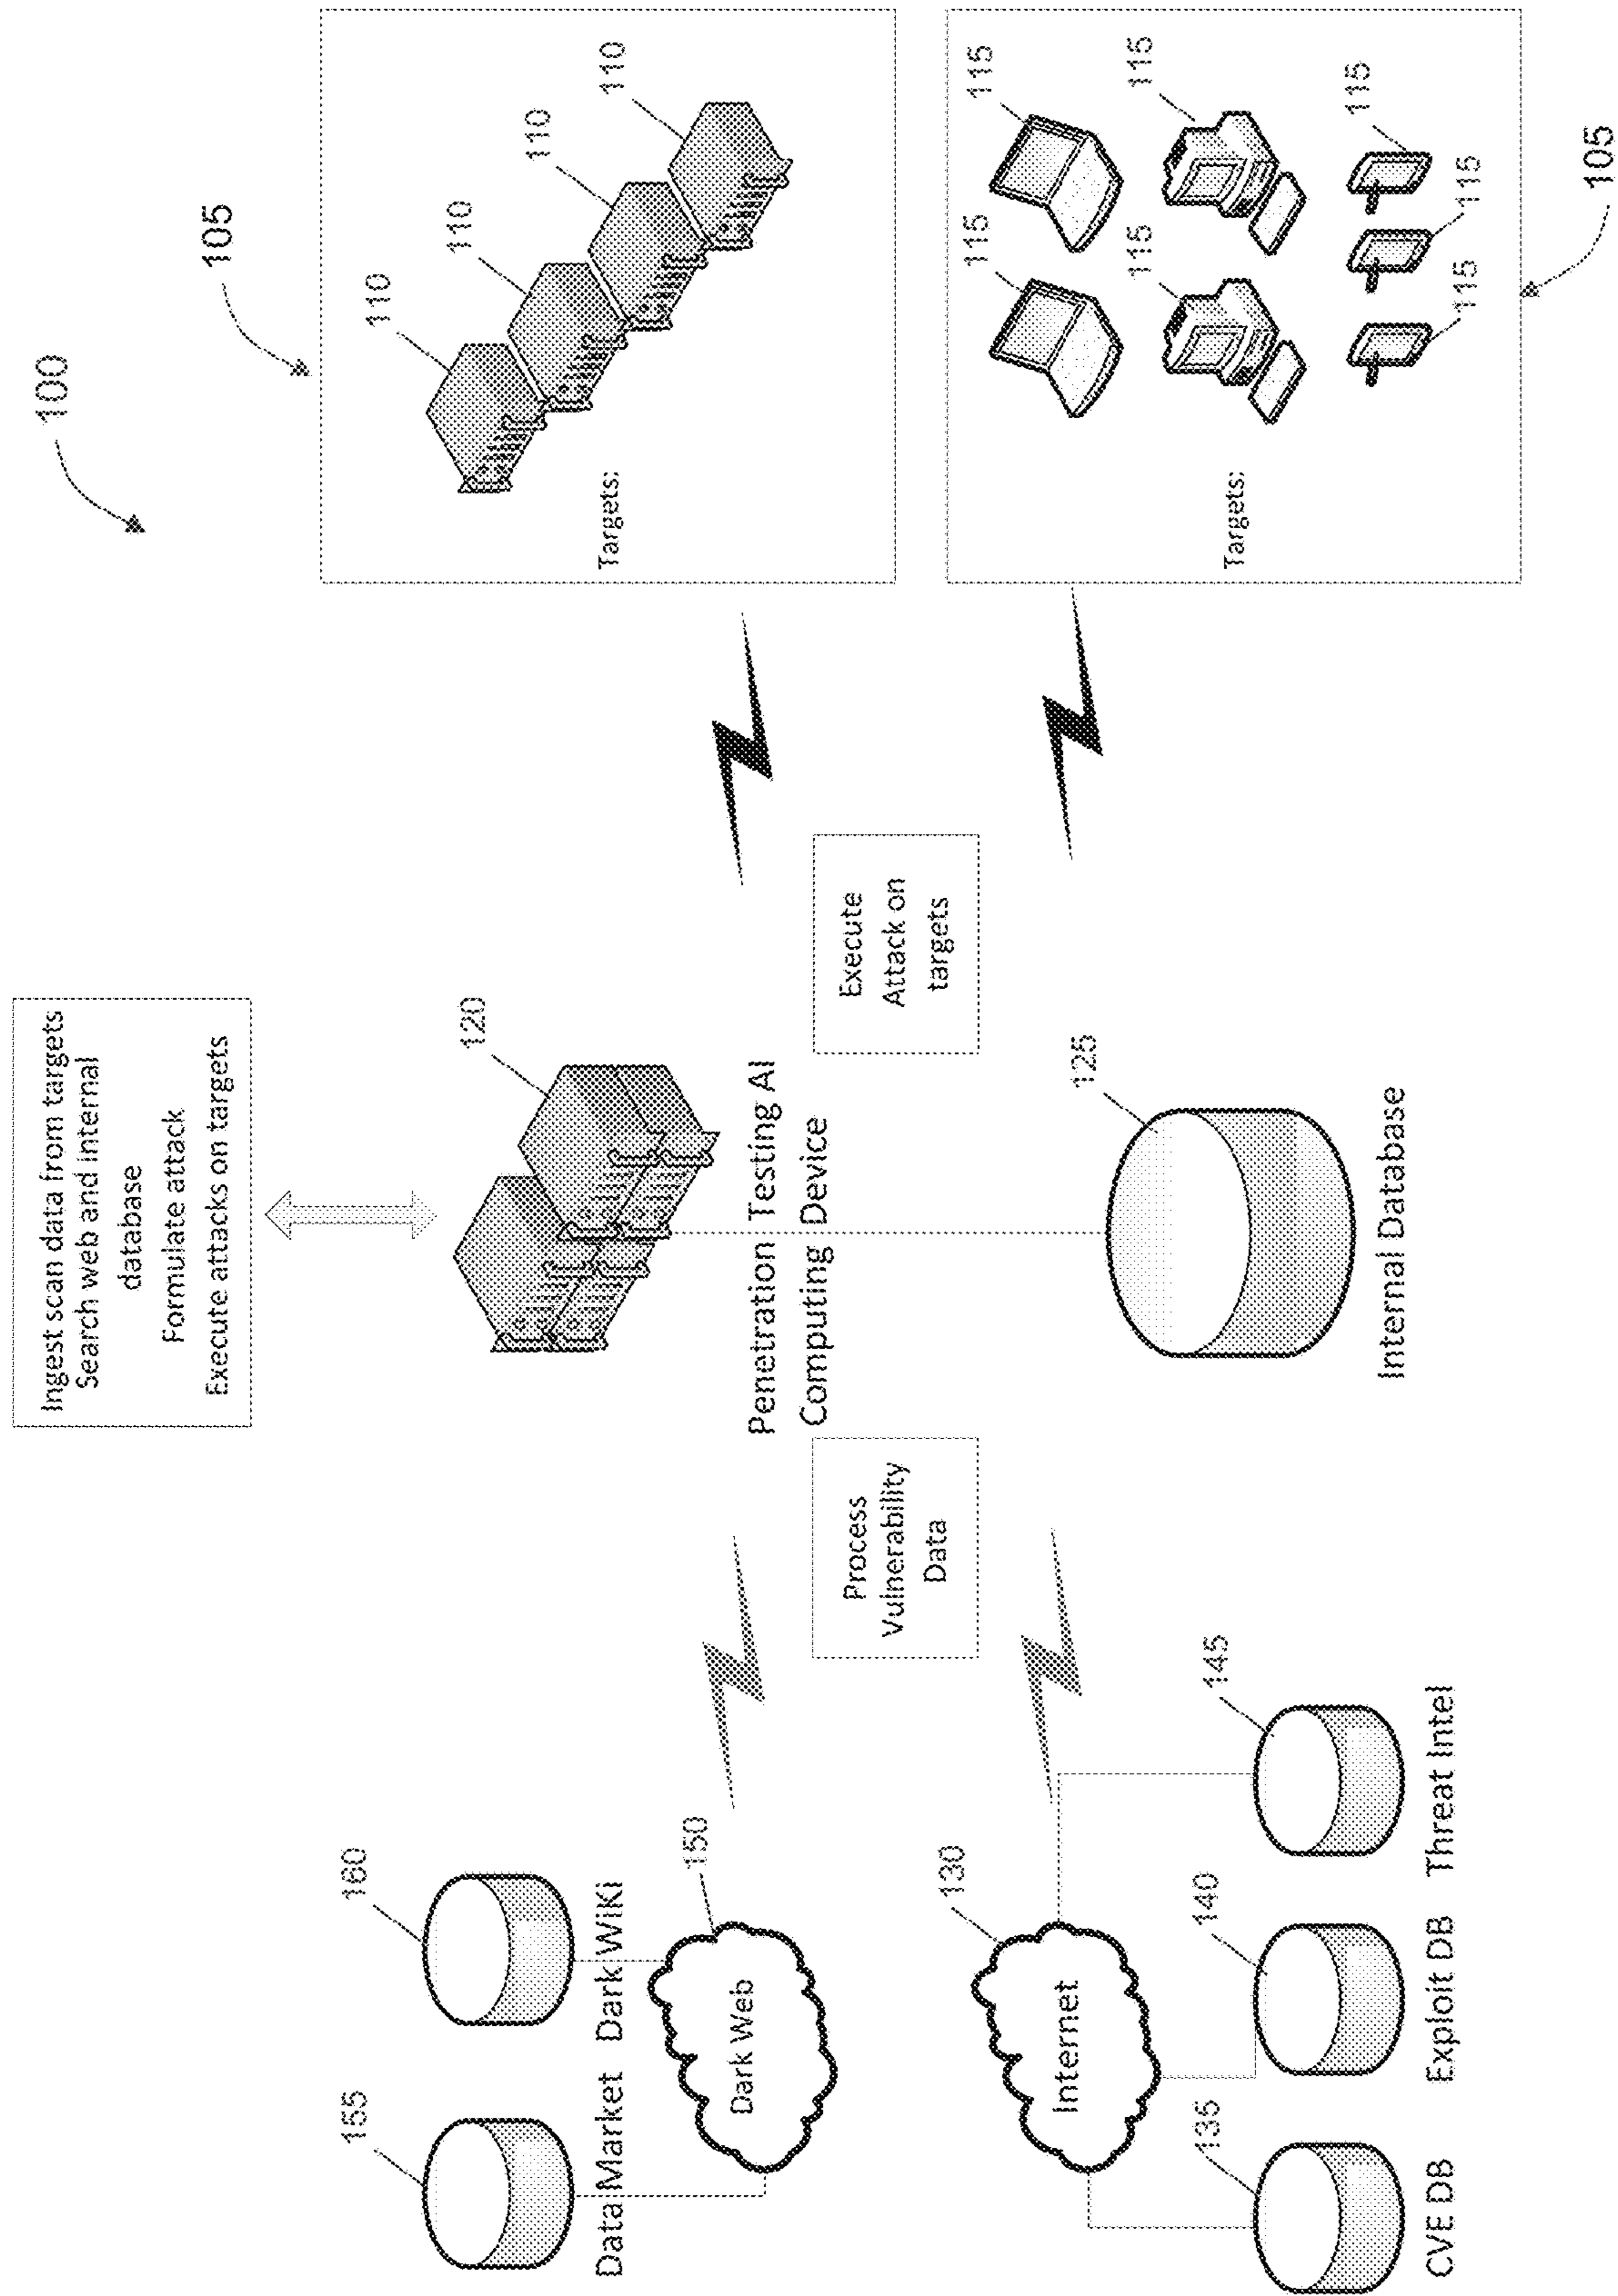 100
Ingest scan data from targets
Search web and internal
database
Formulate attack
Execute attacks on targets
105
155
160
Data Market
Dark WiKi
150
Dark Web
120
Penetration Testing AI
Computing Device
110
110
110
110
Targets:
Process
Vulnerability
Data
Execute
Attack on
targets
130
Internet
135
140
145
CVE DB
Exploit DB
Threat Intel
125
Internal Database
115
115
115
115
115
115
115
Targets:
105